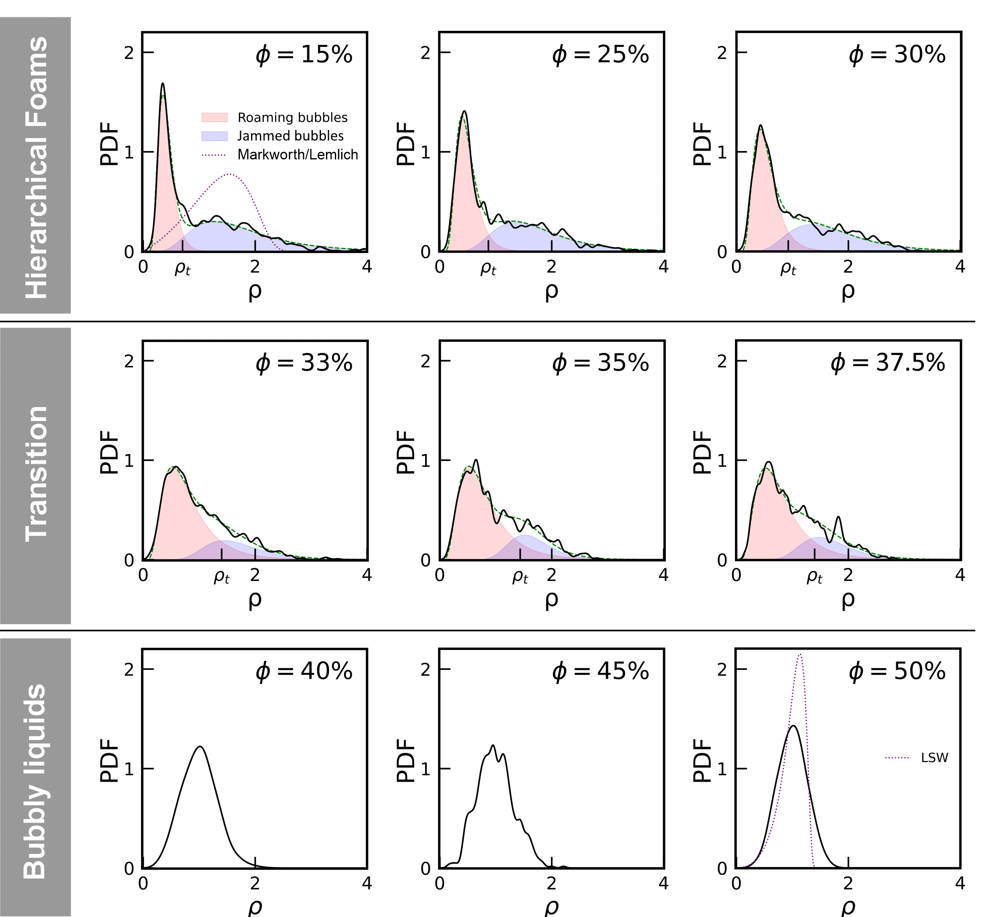 Hierarchical Foams
ϕ = 15%
PDF
2
1
0
Roaming bubbles
Jammed bubbles
Markworth/Lemlich
0
ρt
2
4
ρ
ϕ = 25%
PDF
2
1
0
0
ρt
2
4
ρ
ϕ = 30%
PDF
2
1
0
0
ρt
2
4
ρ
Transition
ϕ = 33%
PDF
2
1
0
0
ρt
2
4
ρ
ϕ = 35%
PDF
2
1
0
0
ρt
2
4
ρ
ϕ = 37.5%
PDF
2
1
0
0
ρt
2
4
ρ
Bubbly liquids
ϕ = 40%
PDF
2
1
0
0
2
4
ρ
ϕ = 45%
PDF
2
1
0
0
2
4
ρ
ϕ = 50%
PDF
2
1
0
LSW
0
2
4
ρ